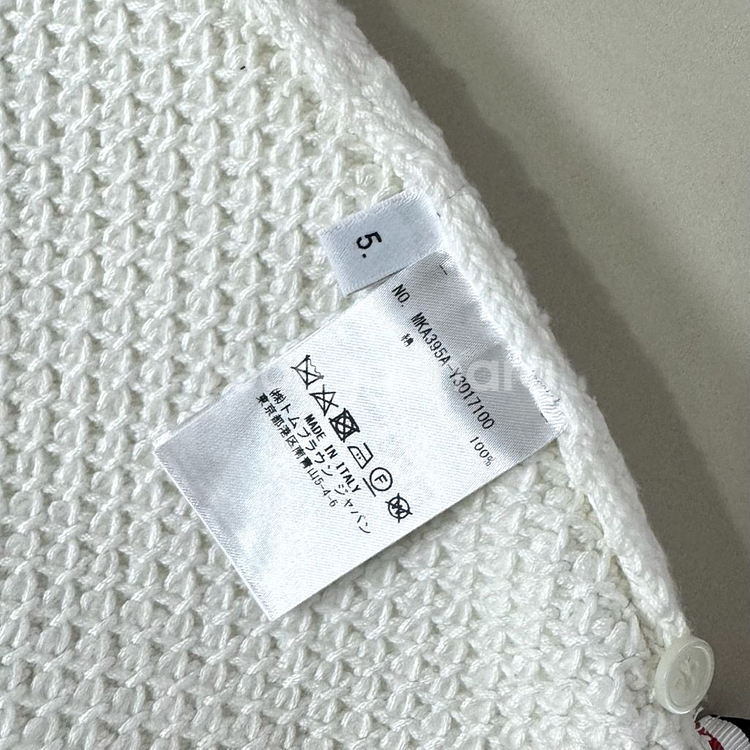 5.
NO. MKA395A-Y3017100
綿 100%
F
MADE IN ITALY
(株)トム ブラウン ジャパン
東京都港区南青山5-4-6